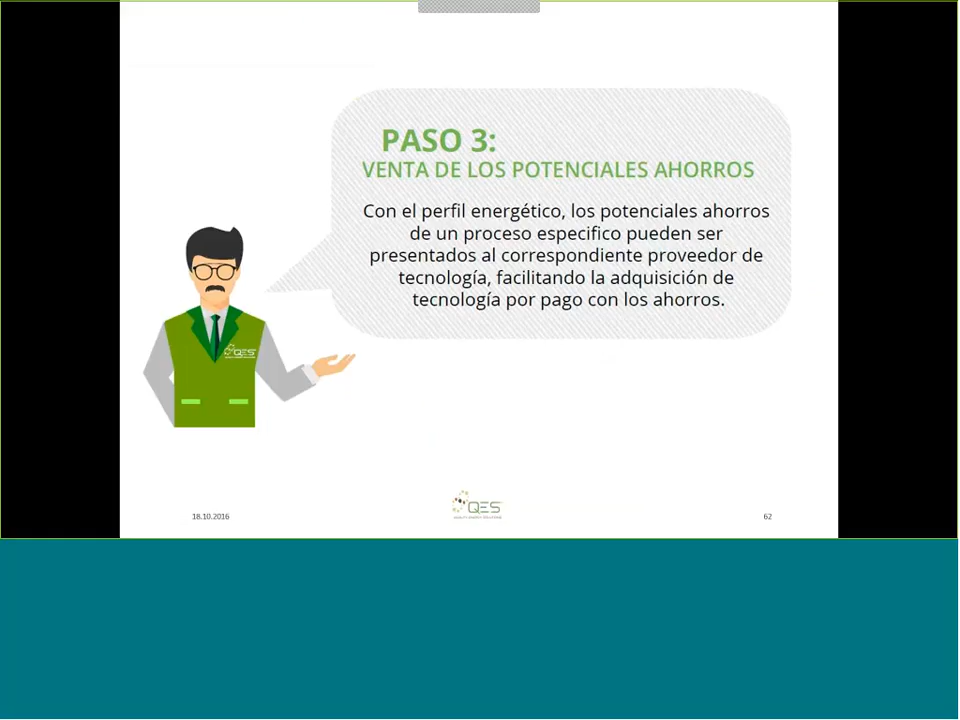 PASO 3:
VENTA DE LOS POTENCIALES AHORROS
Con el perfil energético, los potenciales ahorros
de un proceso especifico pueden ser
presentados al correspondiente proveedor de
tecnología, facilitando la adquisición de
tecnología por pago con los ahorros.
QES
18.10.2016
QES
62